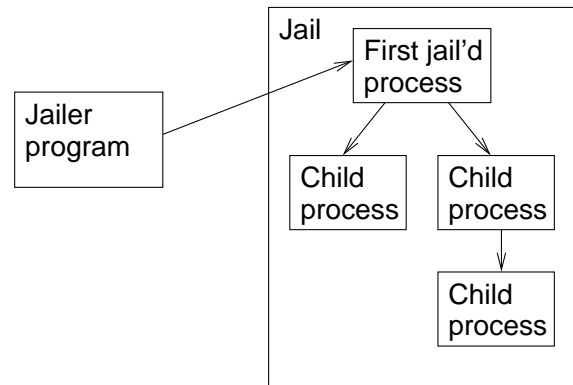 Jail
First jail'd
process
Jailer
program
Child
process
Child
process
Child
process